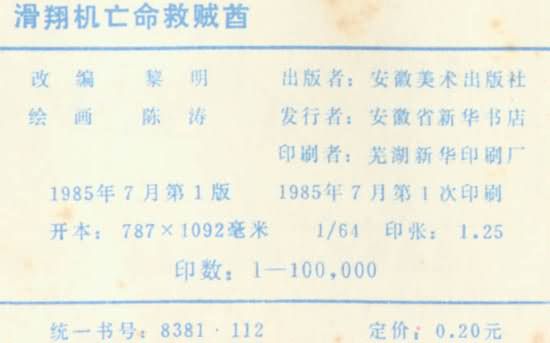 滑翔机亡命救贼酋
改 编 黎 明 出版者：安徽美术出版社
绘 画 陈 涛 发行者：安徽省新华书店
印刷者：芜湖新华印刷厂
1985年7月第1版 1985年7月第1次印刷
开本：787×1092毫米 1/64 印张：1.25
印数：1—100,000
统一书号：8381·112 定价：0.20元